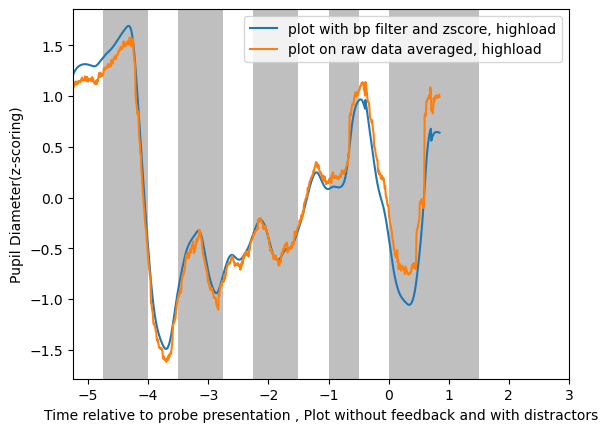 plot with bp filter and zscore, highload
plot on raw data averaged, highload
Pupil Diameter(z-scoring)
1.5
1.0
0.5
0.0
−0.5
−1.0
−1.5
−5 −4 −3 −2 −1 0 1 2 3
Time relative to probe presentation , Plot without feedback and with distractors